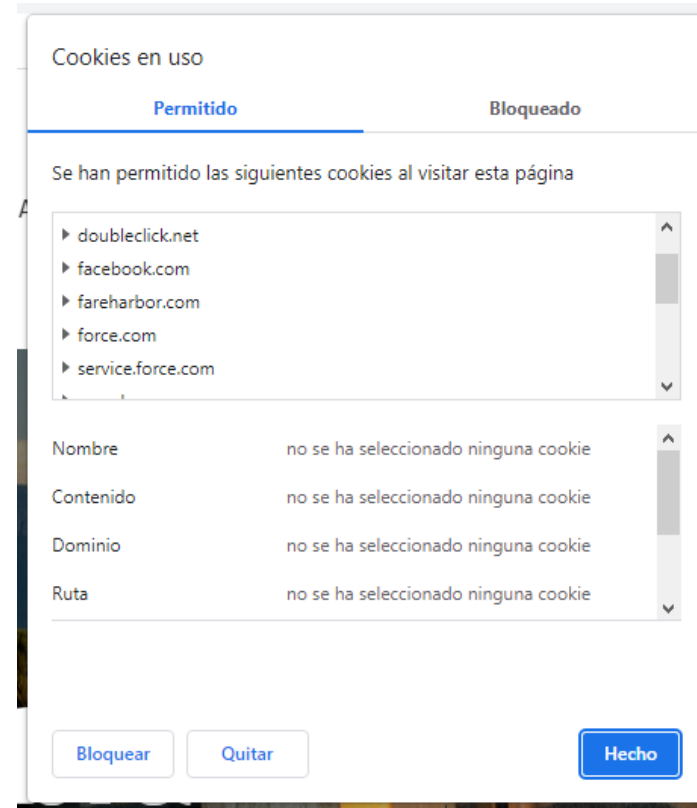 Cookies en uso
Permitido
Bloqueado
Se han permitido las siguientes cookies al visitar esta página
doubleclick.net
facebook.com
fareharbor.com
force.com
service.force.com
Nombre no se ha seleccionado ninguna cookie
Contenido no se ha seleccionado ninguna cookie
Dominio no se ha seleccionado ninguna cookie
Ruta no se ha seleccionado ninguna cookie
Bloquear
Quitar
Hecho